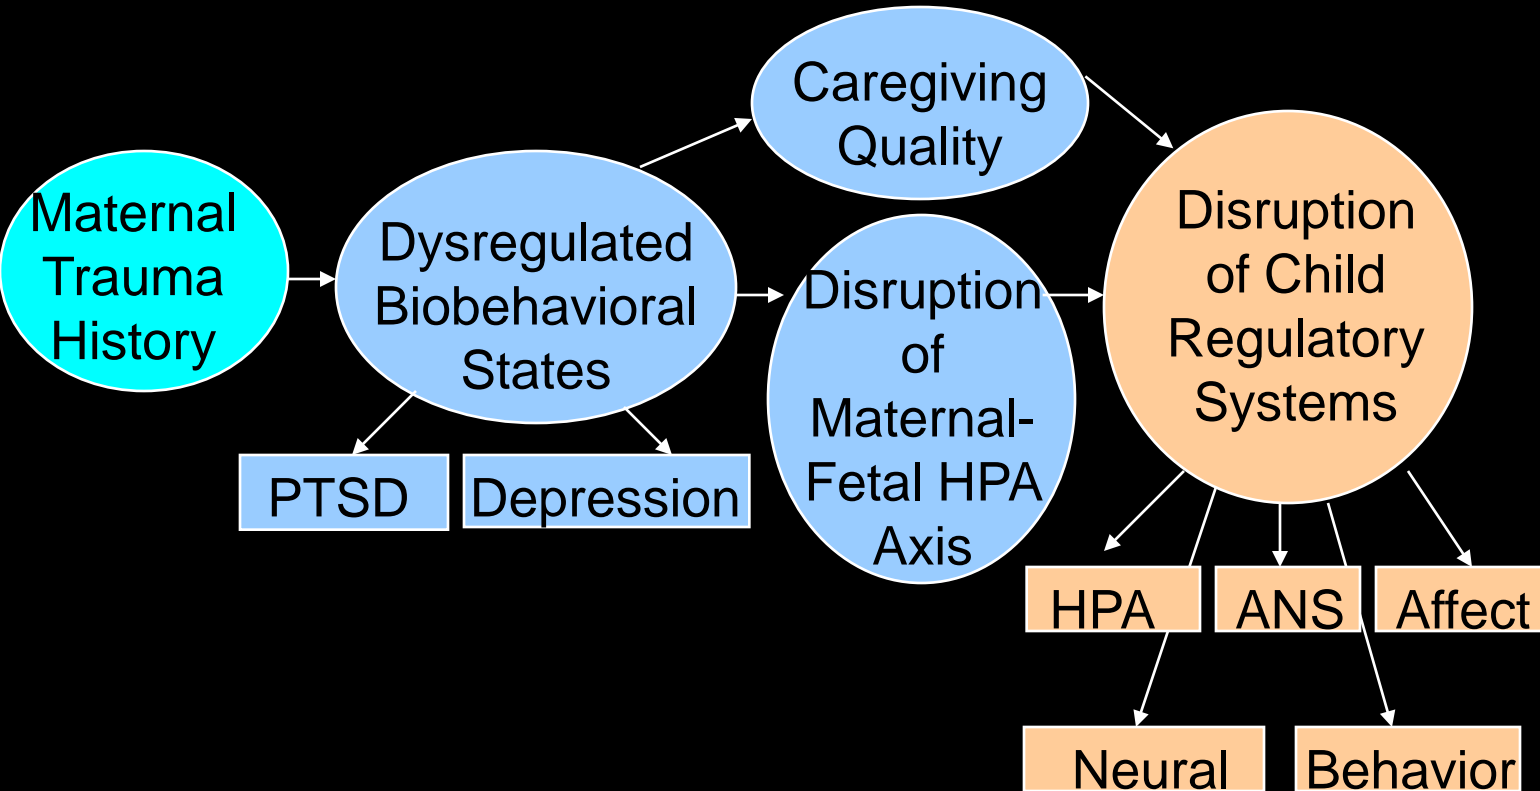 Maternal
Trauma
History
Dysregulated
Biobehavioral
States
PTSD
Depression
Caregiving
Quality
Disruption
of
Maternal-
Fetal HPA
Axis
Disruption
of Child
Regulatory
Systems
HPA
ANS
Affect
Neural
Behavior